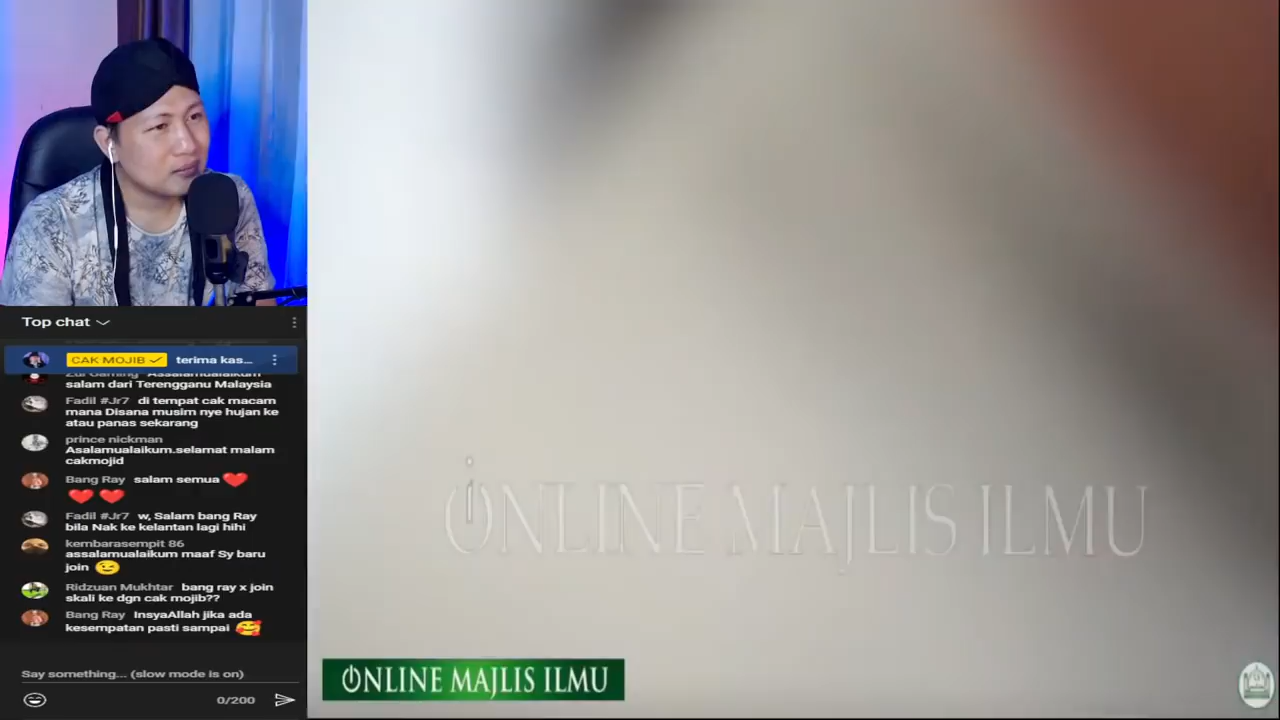 Top chat
CAK MOJIB terima kas...
Assalamualaikum
salam dari Terengganu Malaysia
Fadil #Jr7 di tempat cak macam
mana Disana musim nye hujan ke
atau panas sekarang
prince nickman
Asalamualaikum.selamat malam
cakmojid
Bang Ray salam semua ❤️
❤️ ❤️
Fadil #Jr7 w, Salam bang Ray
bila Nak ke kelantan lagi hihi
kembarasempit 86
assalamualaikum maaf Sy baru
join 😉
Ridzuan Mukhtar bang ray x join
skali ke dgn cak mojib??
Bang Ray InsyaAllah jika ada
kesempatan pasti sampai 🥰
Say something... (slow mode is on)
0/200
ONLINE MAJLIS ILMU
ONLINE MAJLIS ILMU